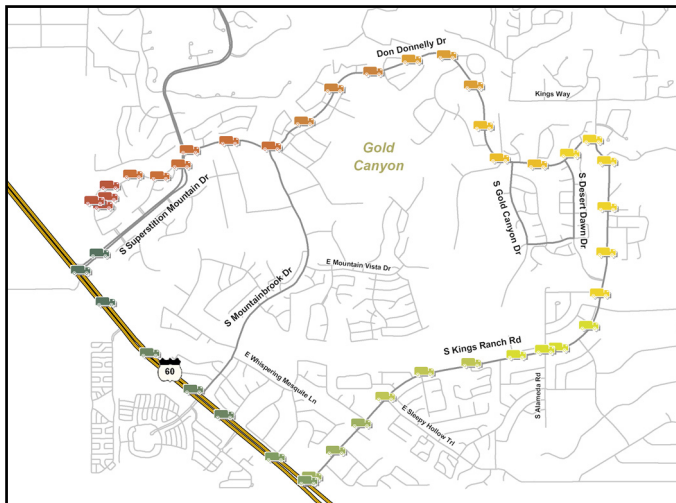 Don Donnelly Dr
Kings Way
Gold
Canyon
S Superstition Mountain Dr
S Gold Canyon Dr
S Desert Dawn Dr
E Mountain Vista Dr
S Mountainbrook Dr
S Kings Ranch Rd
60
E Whispering Mesquite Ln
S Alameda Rd
E Sleepy Hollow Trl